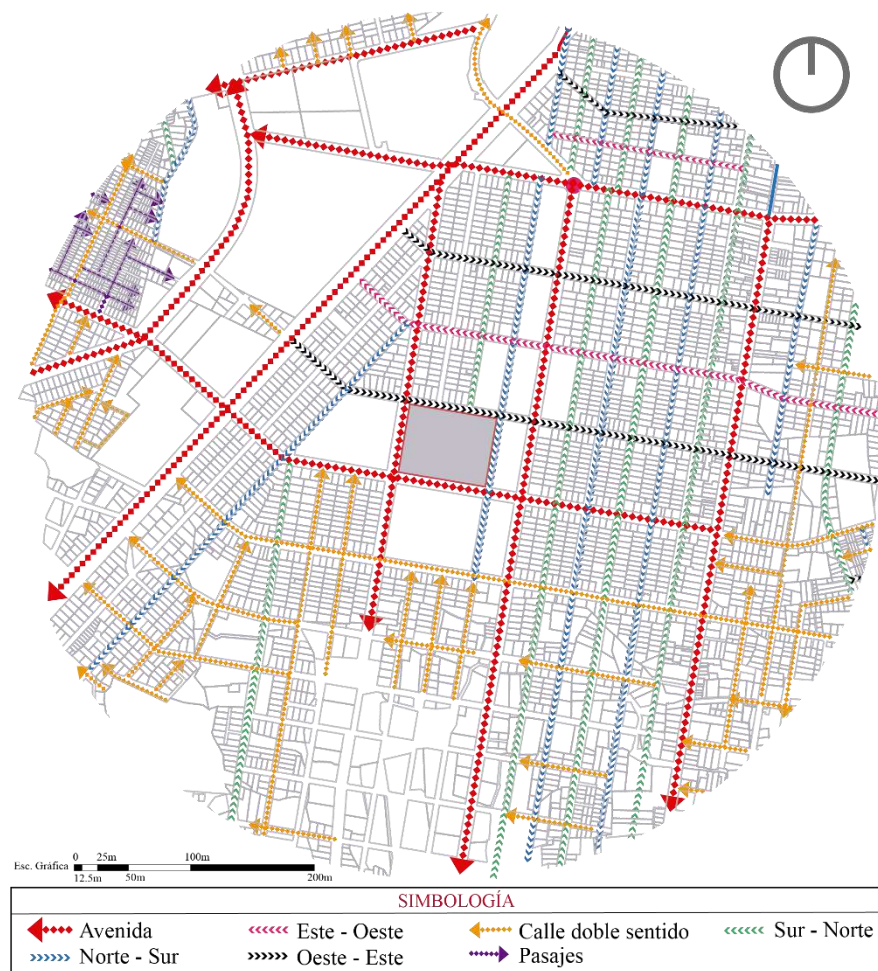 Esc. Gráfica 0 25m 100m
12.5m 50m 200m
SIMBOLOGÍA
Avenida Este - Oeste Calle doble sentido Sur - Norte
Norte - Sur Oeste - Este Pasajes